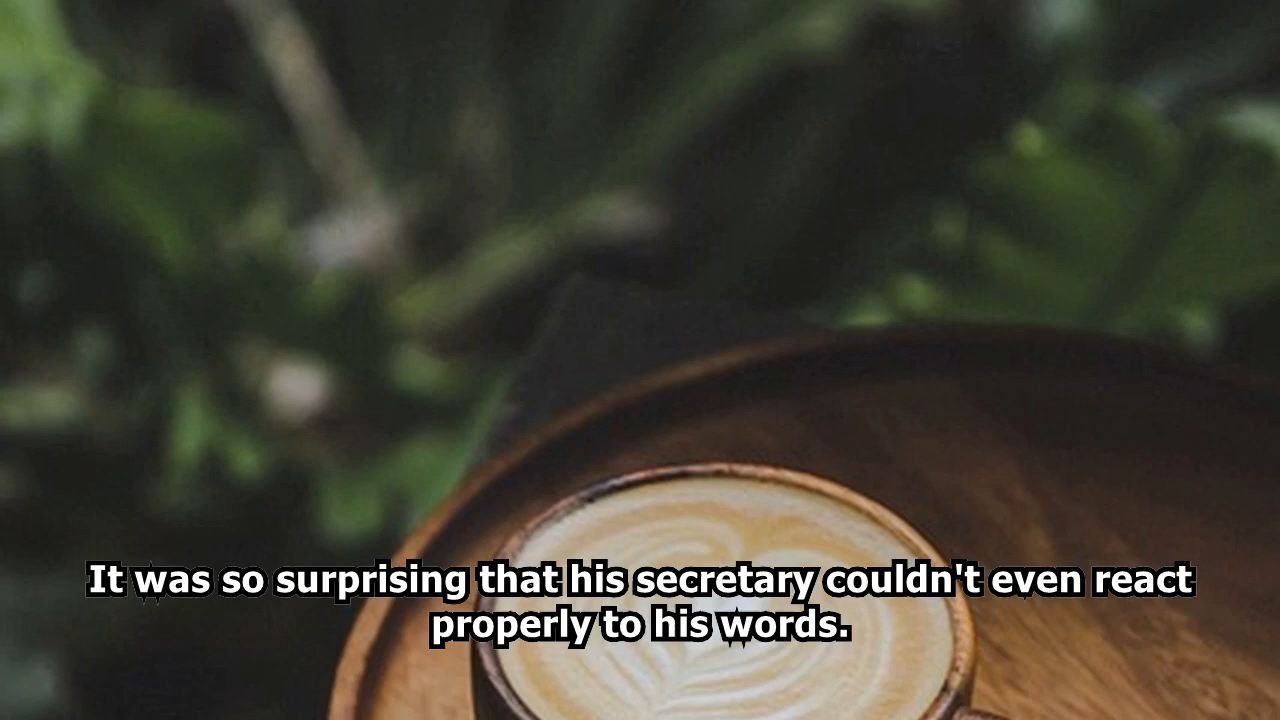 It was so surprising that his secretary couldn't even react
properly to his words.